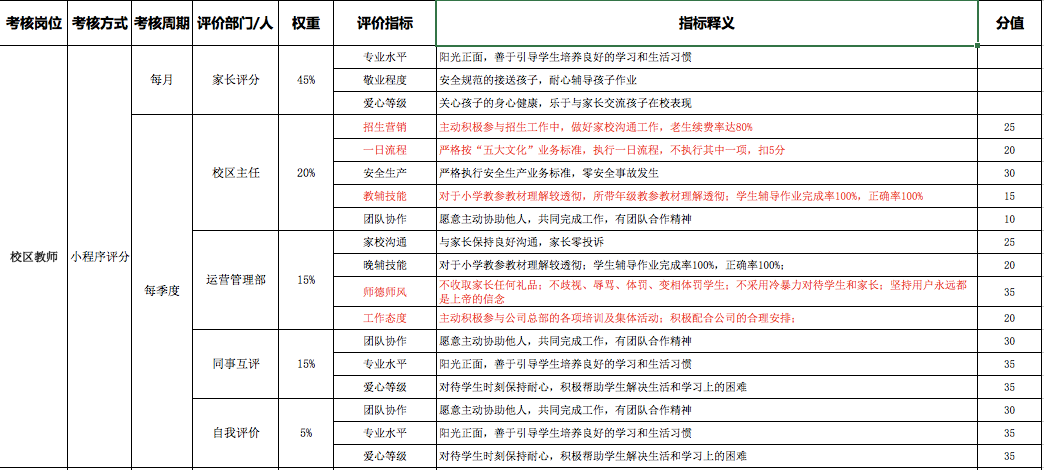 考核岗位 考核方式 考核周期 评价部门/人 权重 评价指标 指标释义 分值
专业水平 阳光正面，善于引导学生培养良好的学习和生活习惯
每月 家长评分 45% 敬业程度 安全规范的接送孩子，耐心辅导孩子作业
爱心等级 关心孩子的身心健康，乐于与家长交流孩子在校表现
招生营销 主动积极参与招生工作中，做好家校沟通工作，老生续费率达80% 25
一日流程 严格按“五大文化”业务标准，执行一日流程，不执行其中一项，扣5分 20
校区主任 20% 安全生产 严格执行安全生产业务标准，零安全事故发生 30
教辅技能 对于小学教参教材理解较透彻，所带年级教参教材理解透彻；学生辅导作业完成率100%，正确率100% 15
团队协作 愿意主动协助他人，共同完成工作，有团队合作精神 10
家校沟通 与家长保持良好沟通，家长零投诉 25
校区教师 小程序评分
晚辅技能 对于小学教参教材理解较透彻；学生辅导作业完成率100%，正确率100%； 20
每季度 运营管理部 15%
师德师风 不收取家长任何礼品；不歧视、辱骂、体罚、变相体罚学生；不采用冷暴力对待学生和家长；坚持用户永远都 35
是上帝的信念
工作态度 主动积极参与公司总部的各项培训及集体活动；积极配合公司的合理安排； 20
团队协作 愿意主动协助他人，共同完成工作，有团队合作精神 30
同事互评 15% 专业水平 阳光正面，善于引导学生培养良好的学习和生活习惯 35
爱心等级 对待学生时刻保持耐心，积极帮助学生解决生活和学习上的困难 35
团队协作 愿意主动协助他人，共同完成工作，有团队合作精神 30
自我评价 5% 专业水平 阳光正面，善于引导学生培养良好的学习和生活习惯 35
爱心等级 对待学生时刻保持耐心，积极帮助学生解决生活和学习上的困难 35